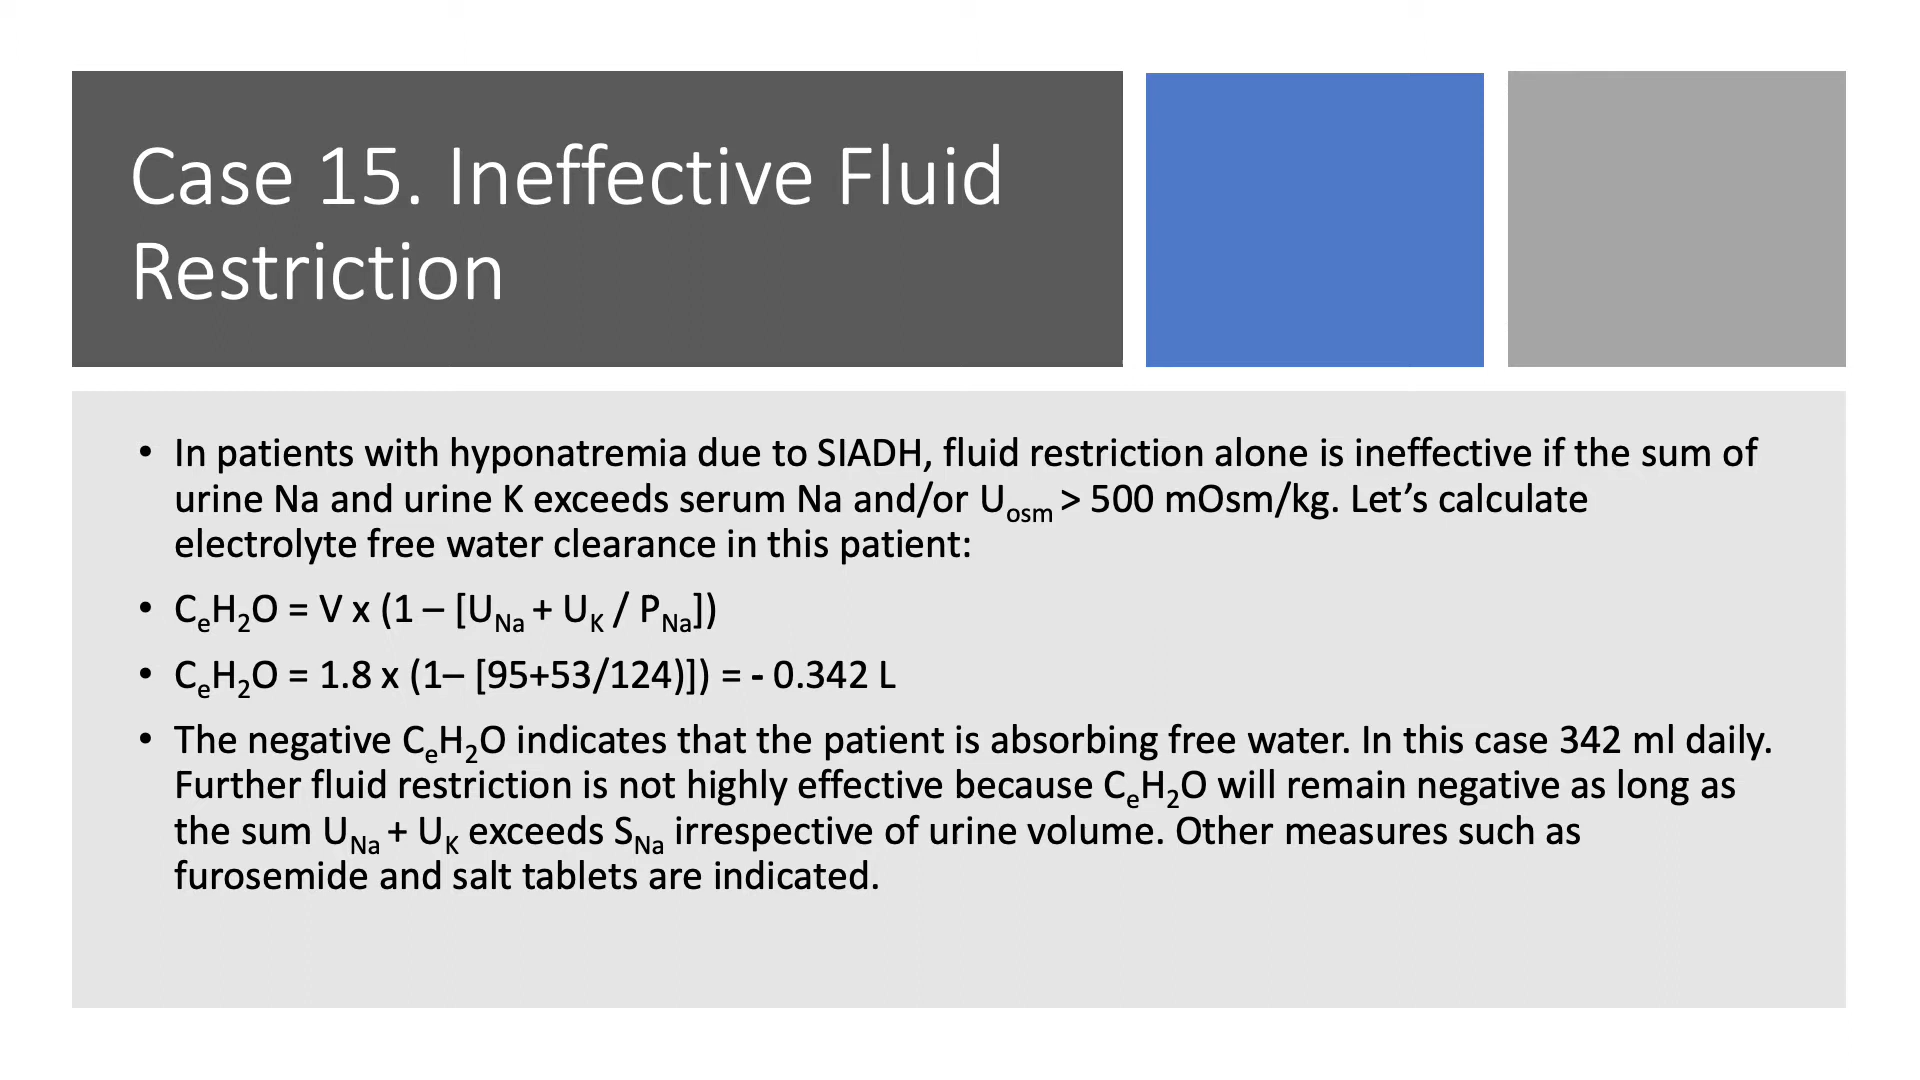 Case 15. Ineffective Fluid
Restriction
• In patients with hyponatremia due to SIADH, fluid restriction alone is ineffective if the sum of
urine Na and urine K exceeds serum Na and/or Uosm > 500 mOsm/kg. Let’s calculate
electrolyte free water clearance in this patient:
• CeH2O = V x (1 – [UNa + UK / PNa])
• CeH2O = 1.8 x (1– [95+53/124)]) = - 0.342 L
• The negative CeH2O indicates that the patient is absorbing free water. In this case 342 ml daily.
Further fluid restriction is not highly effective because CeH2O will remain negative as long as
the sum UNa + UK exceeds SNa irrespective of urine volume. Other measures such as
furosemide and salt tablets are indicated.